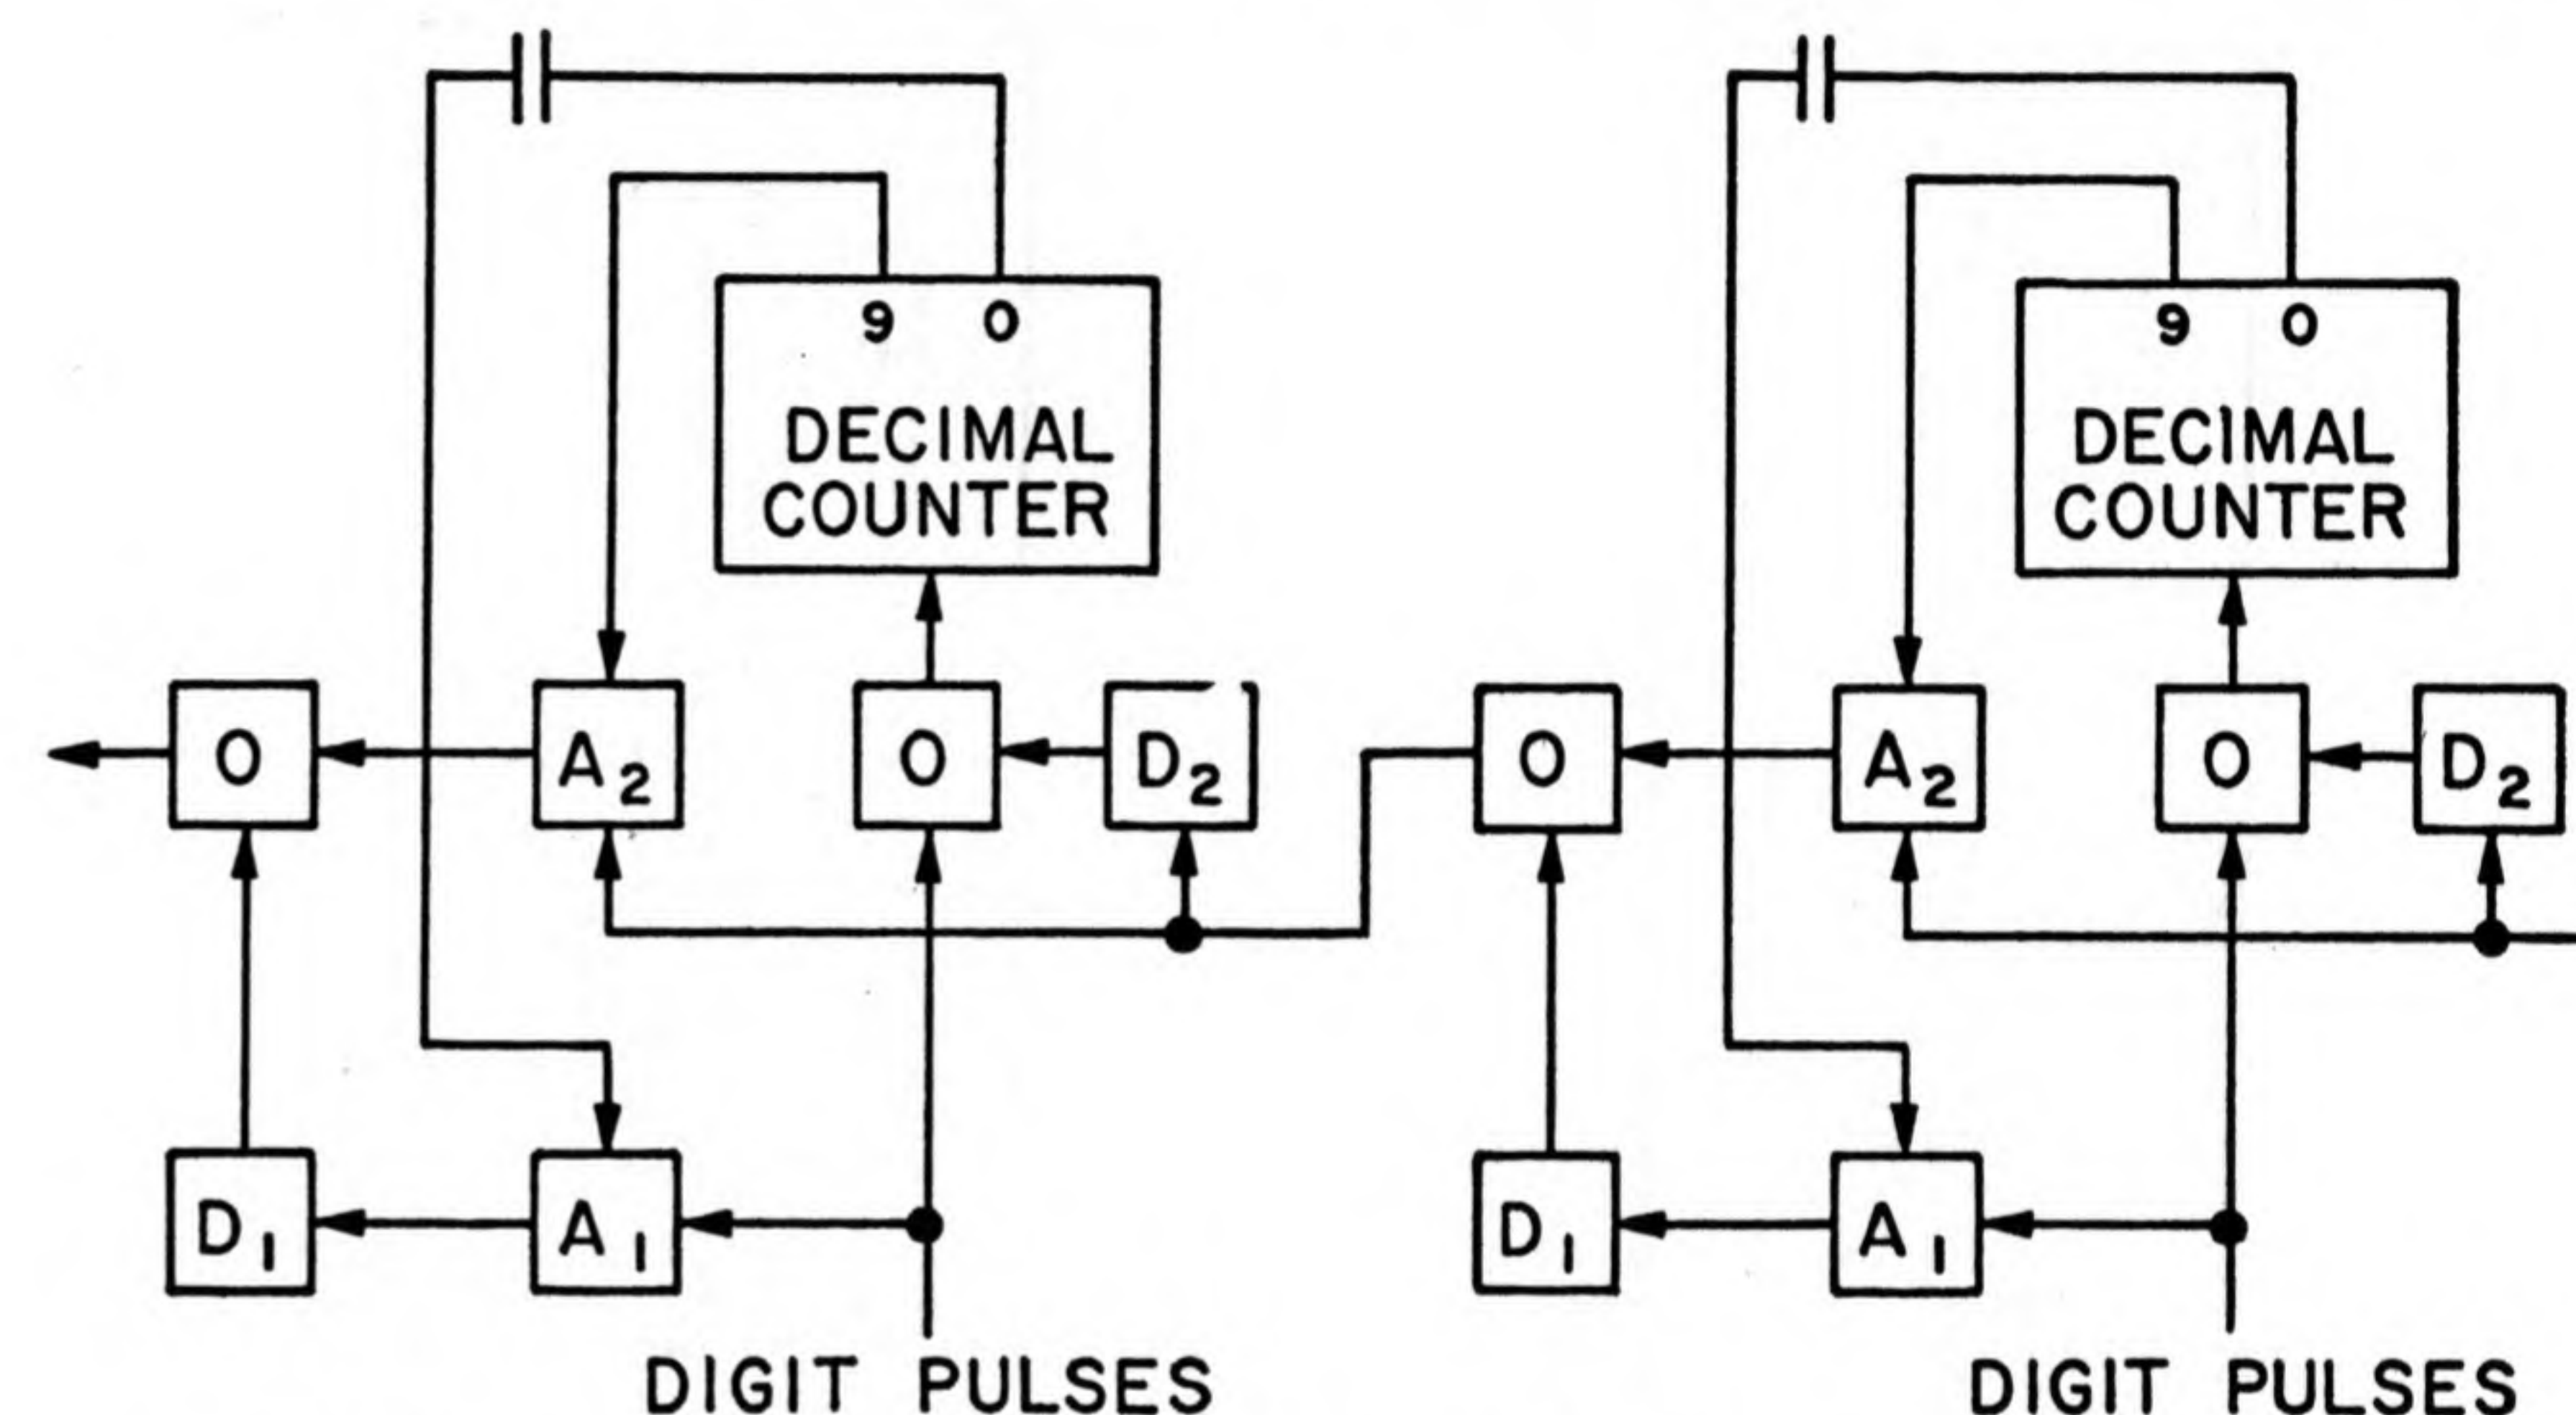 9 0
DECIMAL
COUNTER
9 0
DECIMAL
COUNTER
O
A2
O
D2
O
A2
O
D2
D1
A1
D1
A1
DIGIT PULSES
DIGIT PULSES